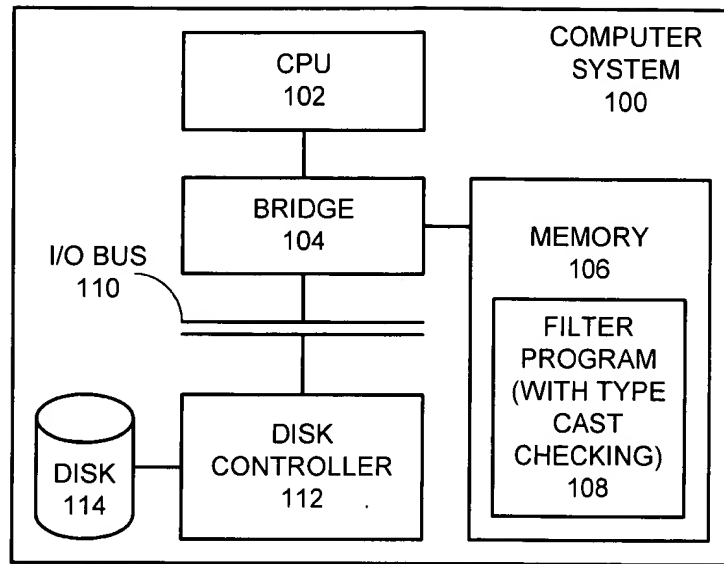 COMPUTER
SYSTEM
100
CPU
102
BRIDGE
104
MEMORY
106
I/O BUS
110
FILTER
PROGRAM
(WITH TYPE
CAST
CHECKING)
108
DISK
CONTROLLER
112
DISK
114